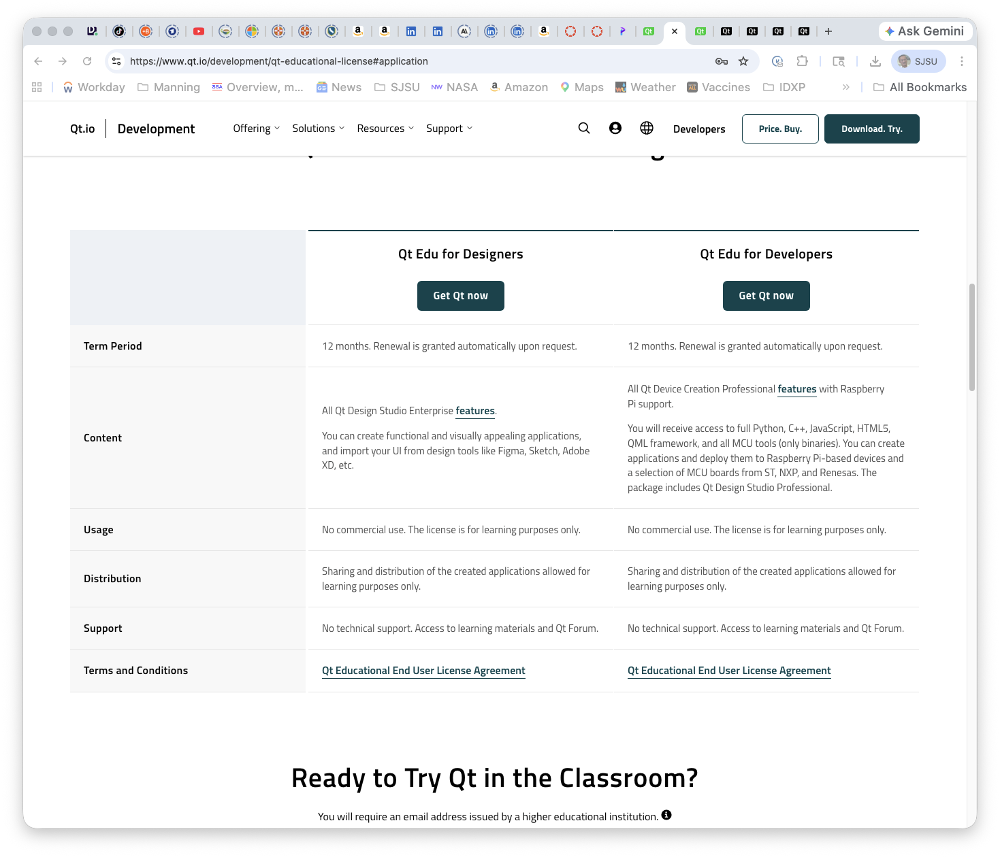 Ask Gemini
https://www.qt.io/development/qt-educational-license#application
SJSU
Workday
Manning
SSA Overview, m...
News
SJSU
NW NASA
Amazon
Maps
Weather
Vaccines
IDXP
All Bookmarks
Qt.io
Development
Offering
Solutions
Resources
Support
Developers
Price. Buy.
Download. Try.
Qt Edu for Designers
Qt Edu for Developers
Get Qt now
Get Qt now
Term Period
12 months. Renewal is granted automatically upon request.
12 months. Renewal is granted automatically upon request.
Content
All Qt Design Studio Enterprise features.
You can create functional and visually appealing applications,
and import your UI from design tools like Figma, Sketch, Adobe
XD, etc.
All Qt Device Creation Professional features with Raspberry
Pi support.
You will receive access to full Python, C++, JavaScript, HTML5,
QML framework, and all MCU tools (only binaries). You can create
applications and deploy them to Raspberry Pi-based devices and
a selection of MCU boards from ST, NXP, and Renesas. The
package includes Qt Design Studio Professional.
Usage
No commercial use. The license is for learning purposes only.
No commercial use. The license is for learning purposes only.
Distribution
Sharing and distribution of the created applications allowed for
learning purposes only.
Sharing and distribution of the created applications allowed for
learning purposes only.
Support
No technical support. Access to learning materials and Qt Forum.
No technical support. Access to learning materials and Qt Forum.
Terms and Conditions
Qt Educational End User License Agreement
Qt Educational End User License Agreement
Ready to Try Qt in the Classroom?
You will require an email address issued by a higher educational institution.